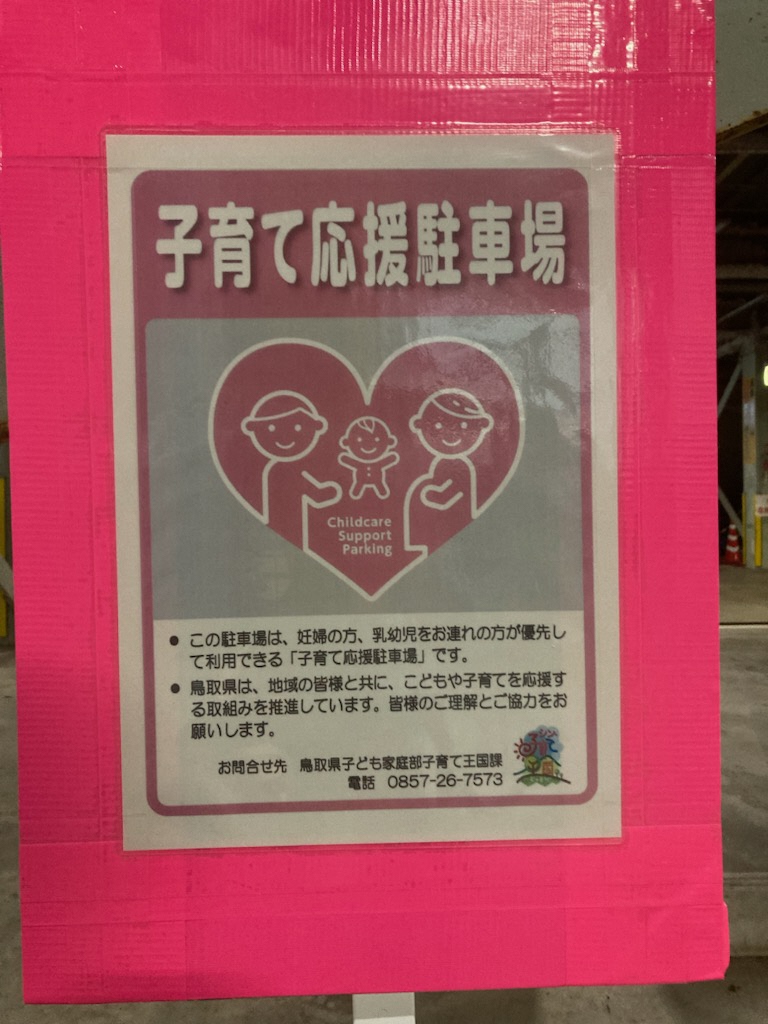 子育て応援駐車場
Childcare
Support
Parking
● この駐車場は、妊婦の方、乳幼児をお連れの方が優先し
て利用できる「子育て応援駐車場」です。
● 鳥取県は、地域の皆様と共に、こどもや子育てを応援す
る取組みを推進しています。皆様のご理解とご協力をお
願いします。
お問合せ先 鳥取県子ども家庭部子育て王国課
電話 0857-26-7573
子育て
王国